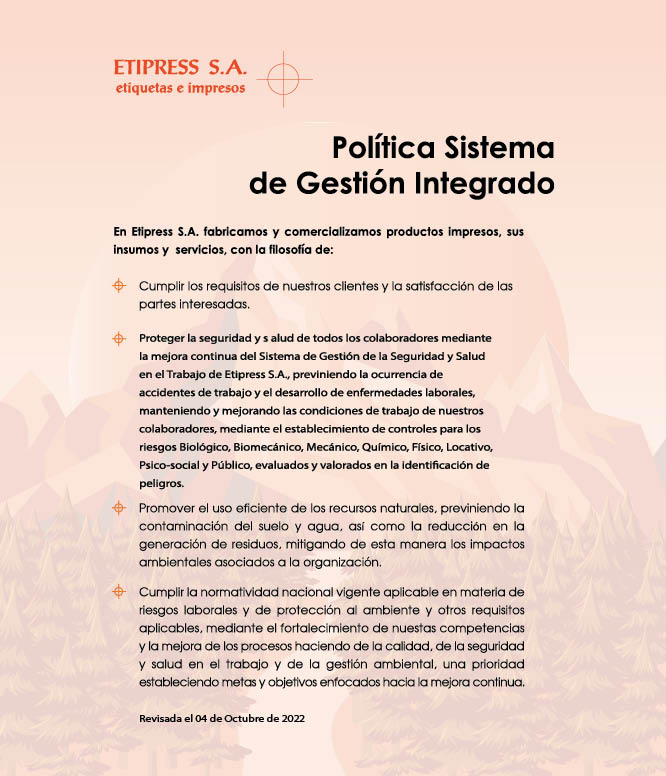 ETIPRESS S.A.
etiquetas e impresos
Política Sistema
de Gestión Integrado
En Etipress S.A. fabricamos y comercializamos productos impresos, sus
insumos y servicios, con la filosofía de:
Cumplir los requisitos de nuestros clientes y la satisfacción de las
partes interesadas.
Proteger la seguridad y s alud de todos los colaboradores mediante
la mejora continua del Sistema de Gestión de la Seguridad y Salud
en el Trabajo de Etipress S.A., previniendo la ocurrencia de
accidentes de trabajo y el desarrollo de enfermedades laborales,
manteniendo y mejorando las condiciones de trabajo de nuestros
colaboradores, mediante el establecimiento de controles para los
riesgos Biológico, Biomecánico, Mecánico, Químico, Físico, Locativo,
Psico-social y Público, evaluados y valorados en la identificación de
peligros.
Promover el uso eficiente de los recursos naturales, previniendo la
contaminación del suelo y agua, así como la reducción en la
generación de residuos, mitigando de esta manera los impactos
ambientales asociados a la organización.
Cumplir la normatividad nacional vigente aplicable en materia de
riesgos laborales y de protección al ambiente y otros requisitos
aplicables, mediante el fortalecimiento de nuestas competencias
y la mejora de los procesos haciendo de la calidad, de la seguridad
y salud en el trabajo y de la gestión ambiental, una prioridad
estableciendo metas y objetivos enfocados hacia la mejora continua.
Revisada el 04 de Octubre de 2022